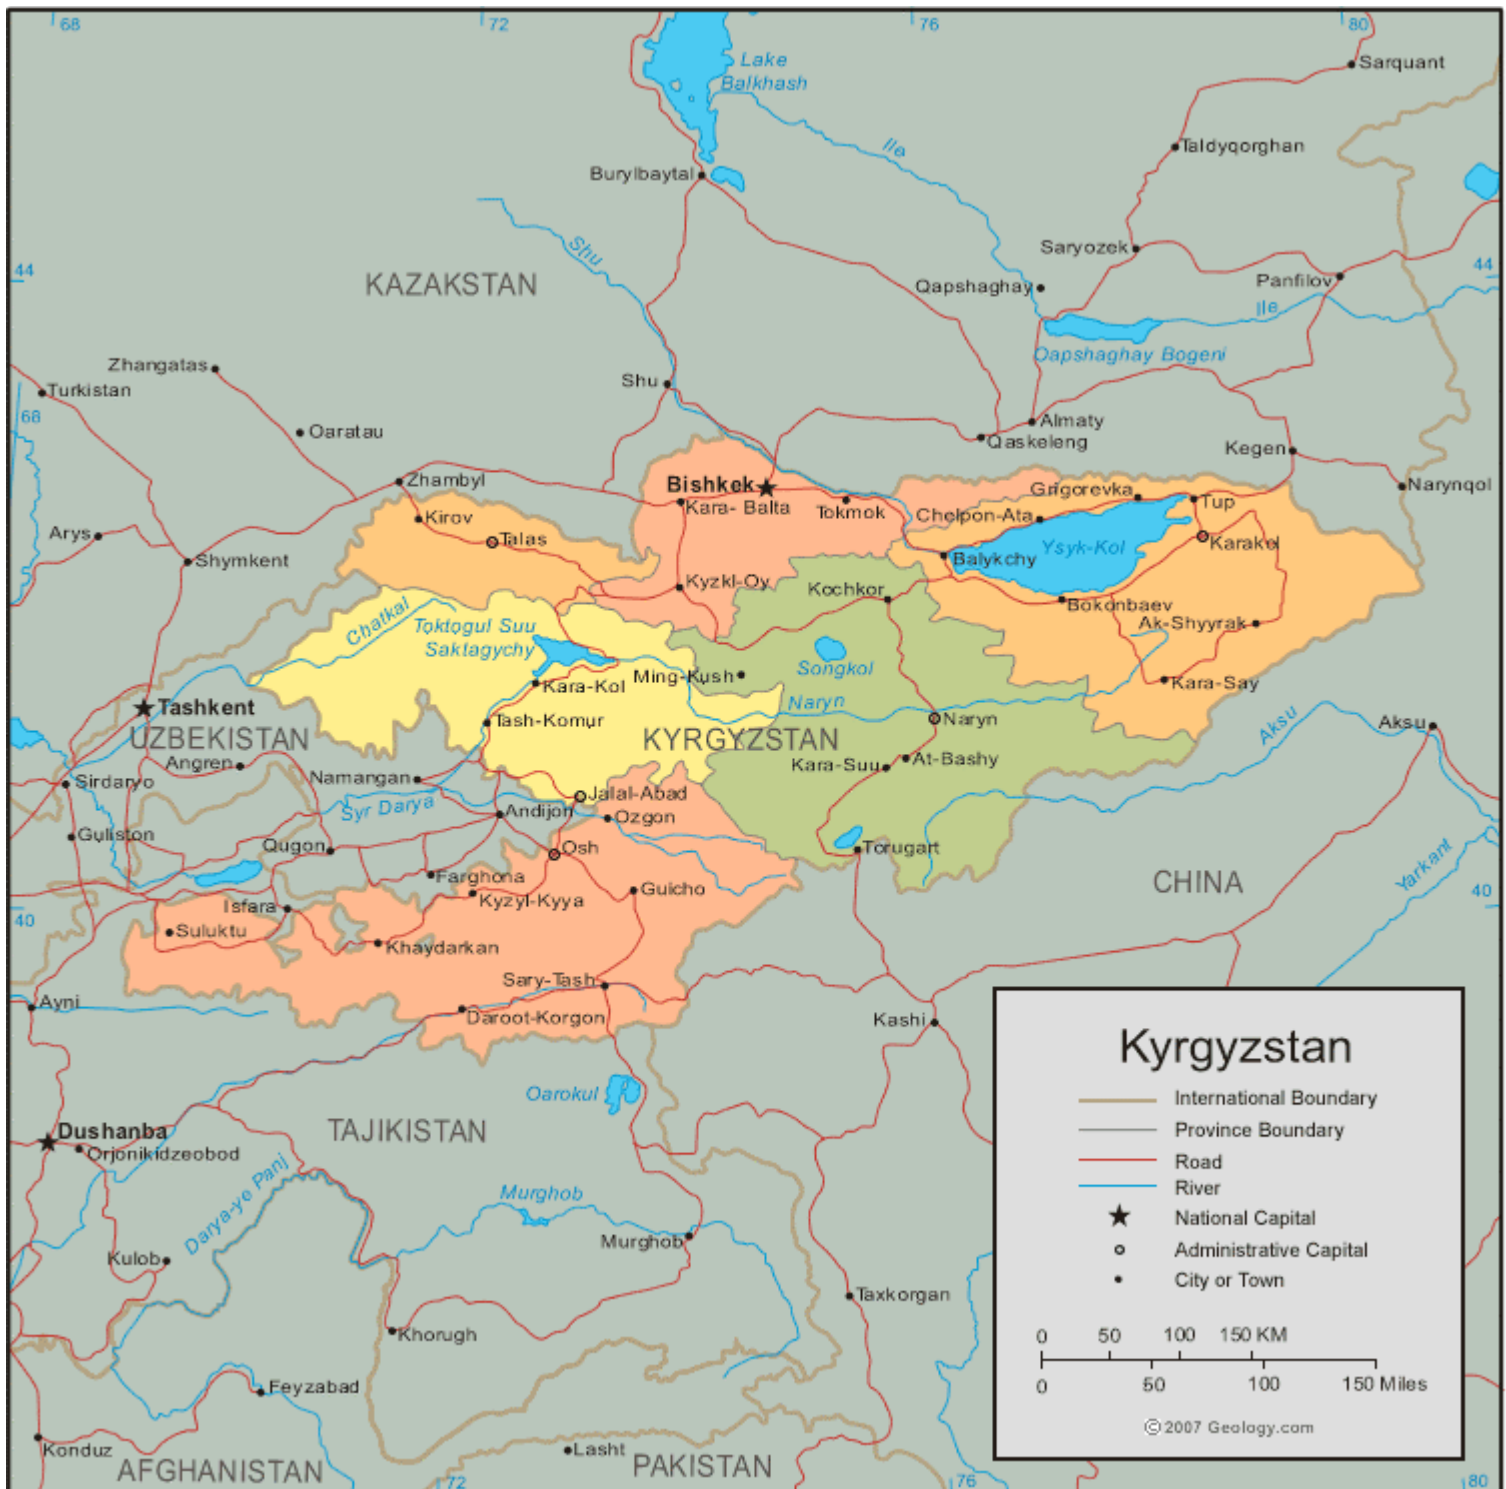 68
72
76
80
Lake
Balkhash
Sarquant
Ile
Taldyqorghan
Burylbaytal
Shu
Saryozek
44
KAZAKSTAN
Qapshaghay
Panfilov
44
Ile
Qapshaghay Bogeni
Zhangatas
Turkistan
Shu
68
Oaratau
Almaty
Qaskeleng
Kegen
Zhambyl
Bishkek
Narynqol
Kara- Balta
Tokmok
Grigorevka
Tup
Kirov
Chelpon-Ata
Arys
Talas
Ysyk-Kol
Karakol
Shymkent
Balykchy
Kyzkl-Oy
Kochkor
Bokonbaev
Chatkal
Toktogul Suu
Saktagychy
Ak-Shyyrak
Songkol
Ming-Kush
Kara-Kol
Kara-Say
Naryn
Tashkent
Tash-Komur
Naryn
Aksu
Aksu
UZBEKISTAN
KYRGYZSTAN
Angren
Kara-Suu
At-Bashy
Sirdaryo
Namangan
Jalal-Abad
Syr Darya
Andijon
Ozgon
Guliston
Qugon
Osh
Torugart
Yarkant
Farghona
CHINA
Guicho
40
Isfara
Kyzyl-Kyya
40
Suluktu
Khaydarkan
Sary-Tash
Ayni
Daroot-Korgon
Kashi
Oarokul
Dushanba
TAJIKISTAN
Orjonikidzeobod
Darya-ye Panj
Murghob
Kulob
Murghob
Taxkorgan
Khorugh
Feyzabad
Konduz
Lasht
AFGHANISTAN
PAKISTAN
72
76
80
Kyrgyzstan
International Boundary
Province Boundary
Road
River
National Capital
Administrative Capital
City or Town
0 50 100 150 KM
0 50 100 150 Miles
© 2007 Geology.com